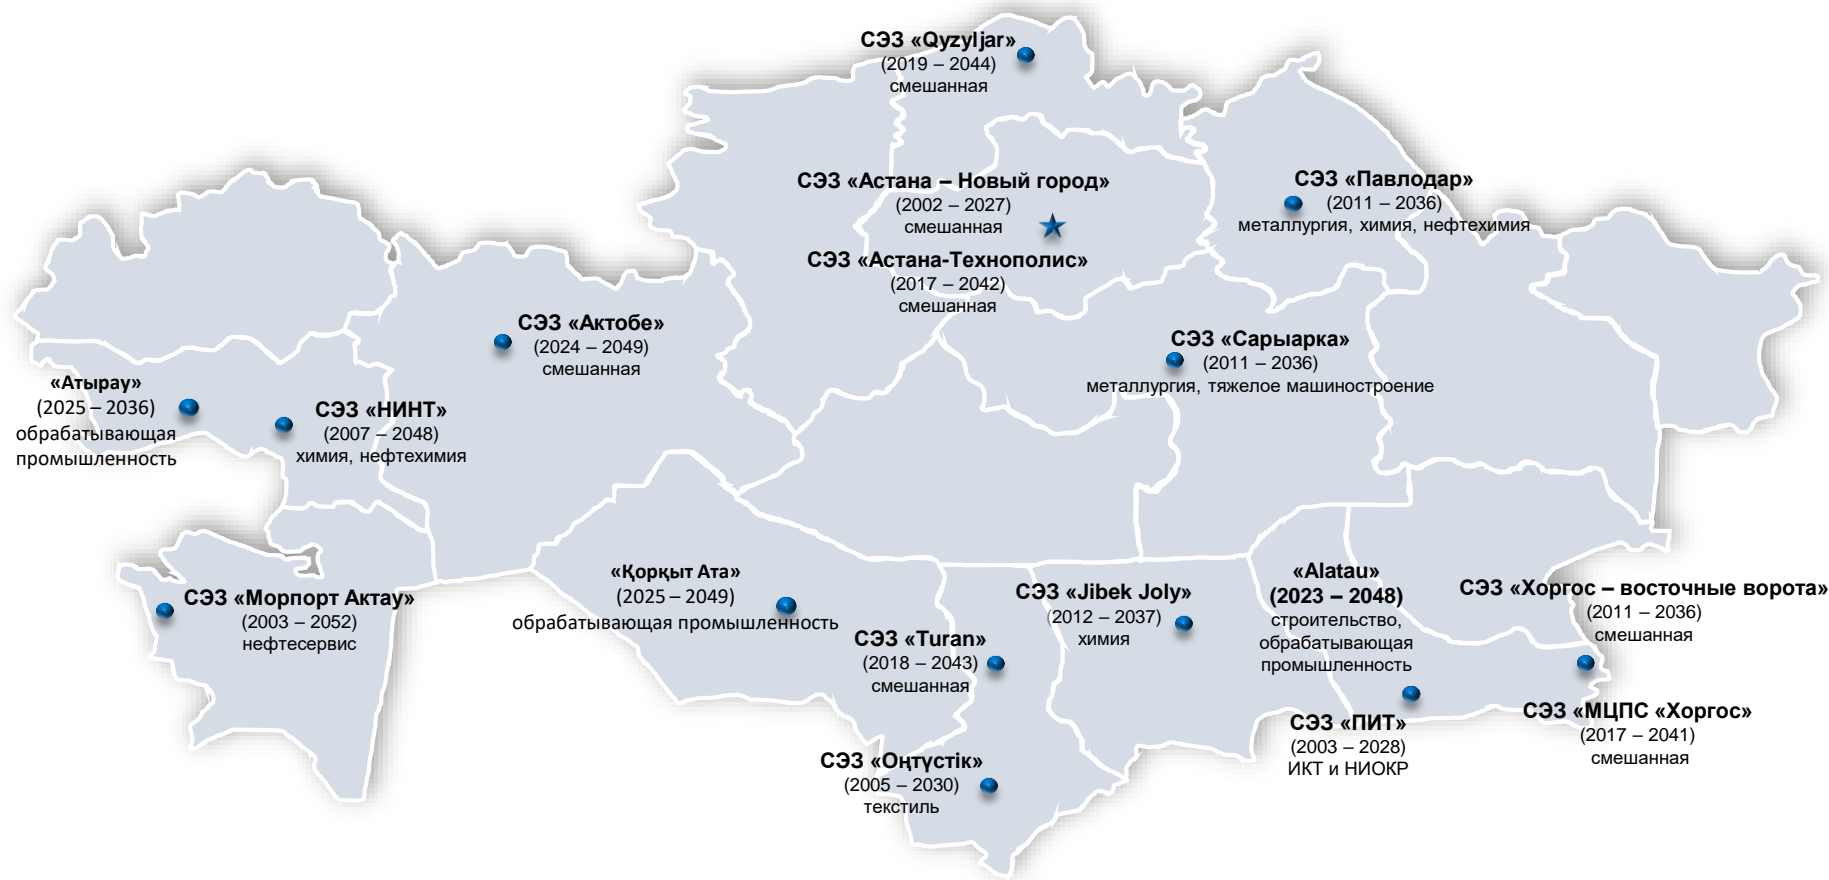 СЭЗ «Qyzyljar»
(2019 – 2044)
смешанная
СЭЗ «Астана – Новый город»
(2002 – 2027)
смешанная
СЭЗ «Астана-Технополис»
(2017 – 2042)
смешанная
СЭЗ «Павлодар»
(2011 – 2036)
металлургия, химия, нефтехимия
СЭЗ «Актобе»
(2024 – 2049)
смешанная
СЭЗ «Сарыарка»
(2011 – 2036)
металлургия, тяжелое машиностроение
«Атырау»
(2025 – 2036)
обрабатывающая
промышленность
СЭЗ «НИНТ»
(2007 – 2048)
химия, нефтехимия
СЭЗ «Морпорт Актау»
(2003 – 2052)
нефтесервис
«Қорқыт Ата»
(2025 – 2049)
обрабатывающая промышленность
СЭЗ «Turan»
(2018 – 2043)
смешанная
СЭЗ «Jibek Joly»
(2012 – 2037)
химия
«Alatau»
(2023 – 2048)
строительство,
обрабатывающая
промышленность
СЭЗ «Хоргос – восточные ворота»
(2011 – 2036)
смешанная
СЭЗ «ПИТ»
(2003 – 2028)
ИКТ и НИОКР
СЭЗ «МЦПС «Хоргос»
(2017 – 2041)
смешанная
СЭЗ «Оңтүстік»
(2005 – 2030)
текстиль